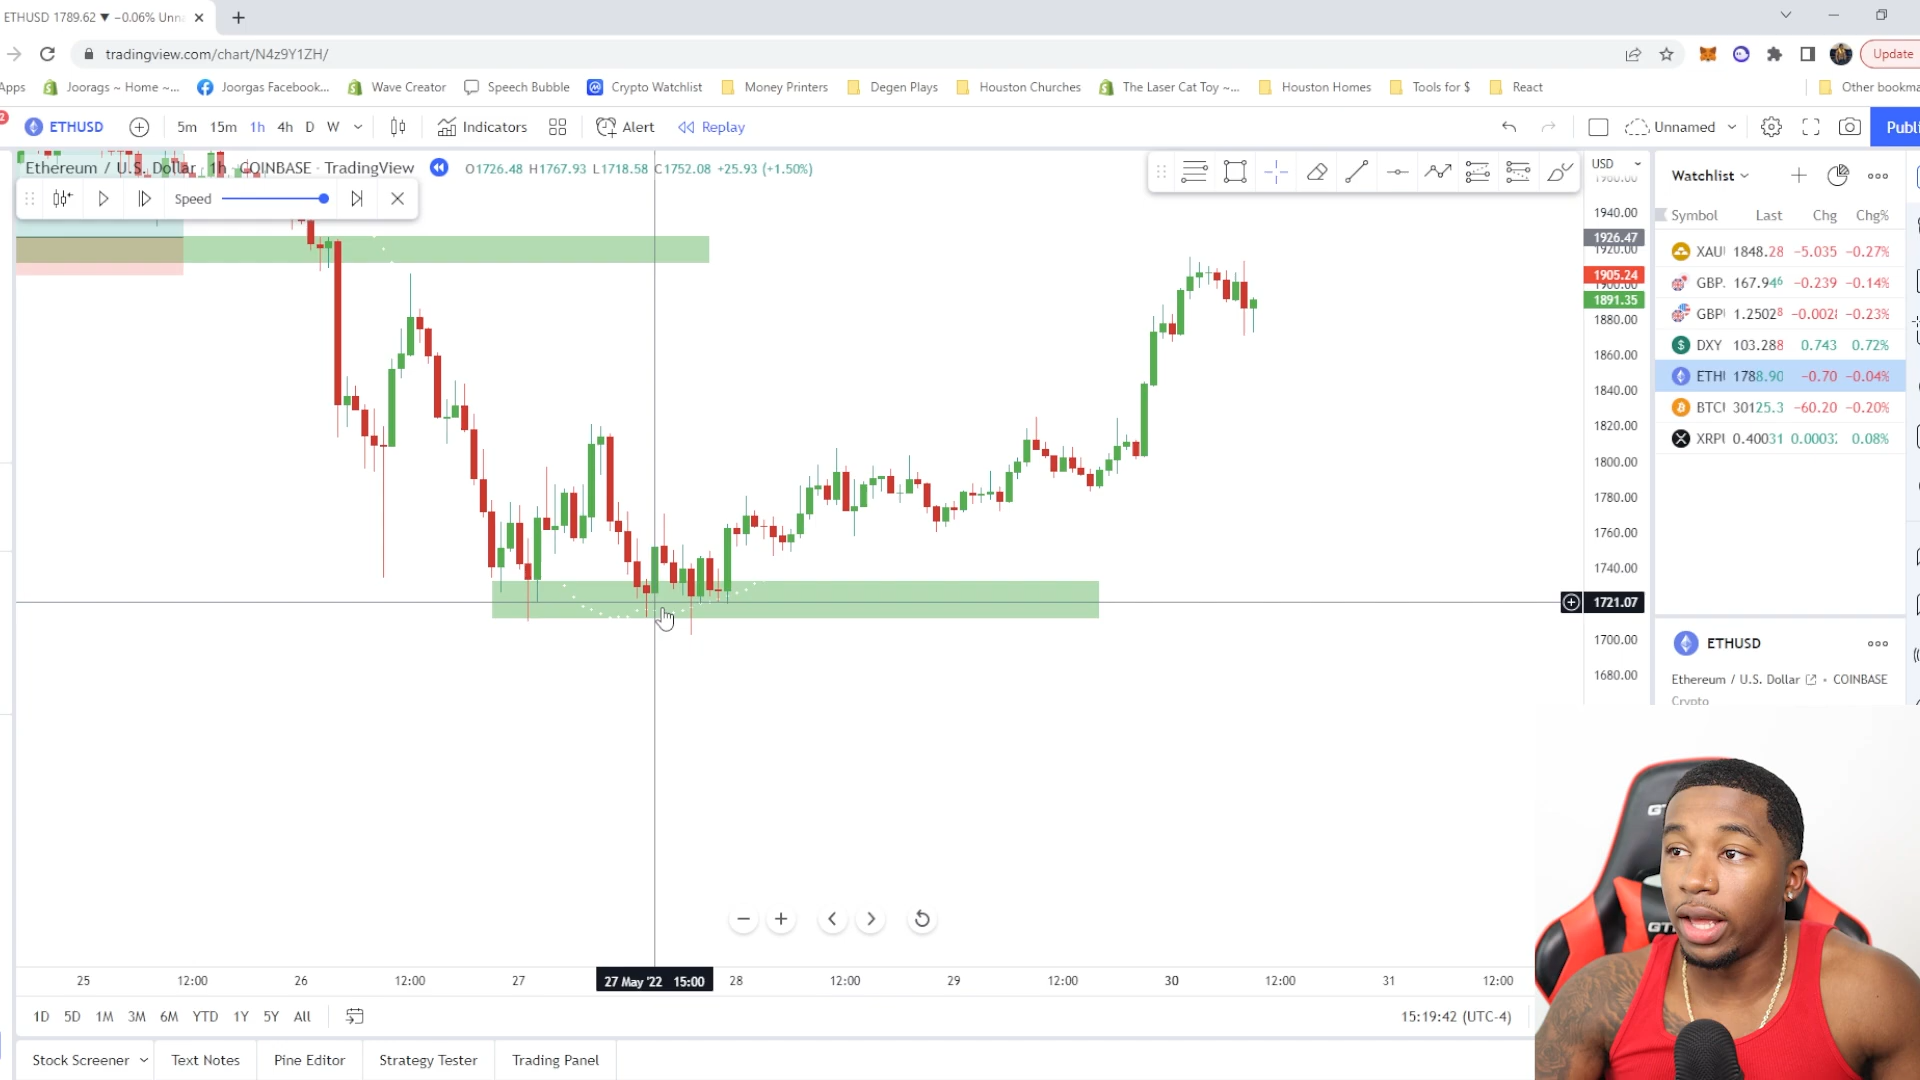 ETHUSD 1789.62 ▼ −0.06% Unn
tradingview.com/chart/N4z9Y1ZH/
Update
Apps Joorags ~ Home ~... Joorgas Facebook... Wave Creator Speech Bubble Crypto Watchlist Money Printers Degen Plays Houston Churches The Laser Cat Toy ~... Houston Homes Tools for $ React Other bookma
ETHUSD 5m 15m 1h 4h D W Indicators Alert Replay Unnamed Publi
Ethereum / U.S. Dollar · 1h · COINBASE · TradingView O1726.48 H1767.93 L1718.58 C1752.08 +25.93 (+1.50%)
Speed
USD
1940.00
1926.47
1920.00
1905.24
1900.00
1891.35
1880.00
1860.00
1840.00
1820.00
1800.00
1780.00
1760.00
1740.00
1721.07
1700.00
1680.00
Watchlist
Symbol Last Chg Chg%
XAU 1848.28 −5.035 −0.27%
GBP 167.946 −0.239 −0.14%
GBP 1.25028 −0.0028 −0.23%
DXY 103.288 0.743 0.72%
ETH 1788.90 −0.70 −0.04%
BTC 30125.3 −60.20 −0.20%
XRP 0.40031 0.0003 0.08%
ETHUSD
Ethereum / U.S. Dollar • COINBASE
Crypto
25 12:00 26 12:00 27 27 May '22 15:00 28 12:00 29 12:00 30 12:00 31 12:00
1D 5D 1M 3M 6M YTD 1Y 5Y All 15:19:42 (UTC-4)
Stock Screener Text Notes Pine Editor Strategy Tester Trading Panel
GT
GT